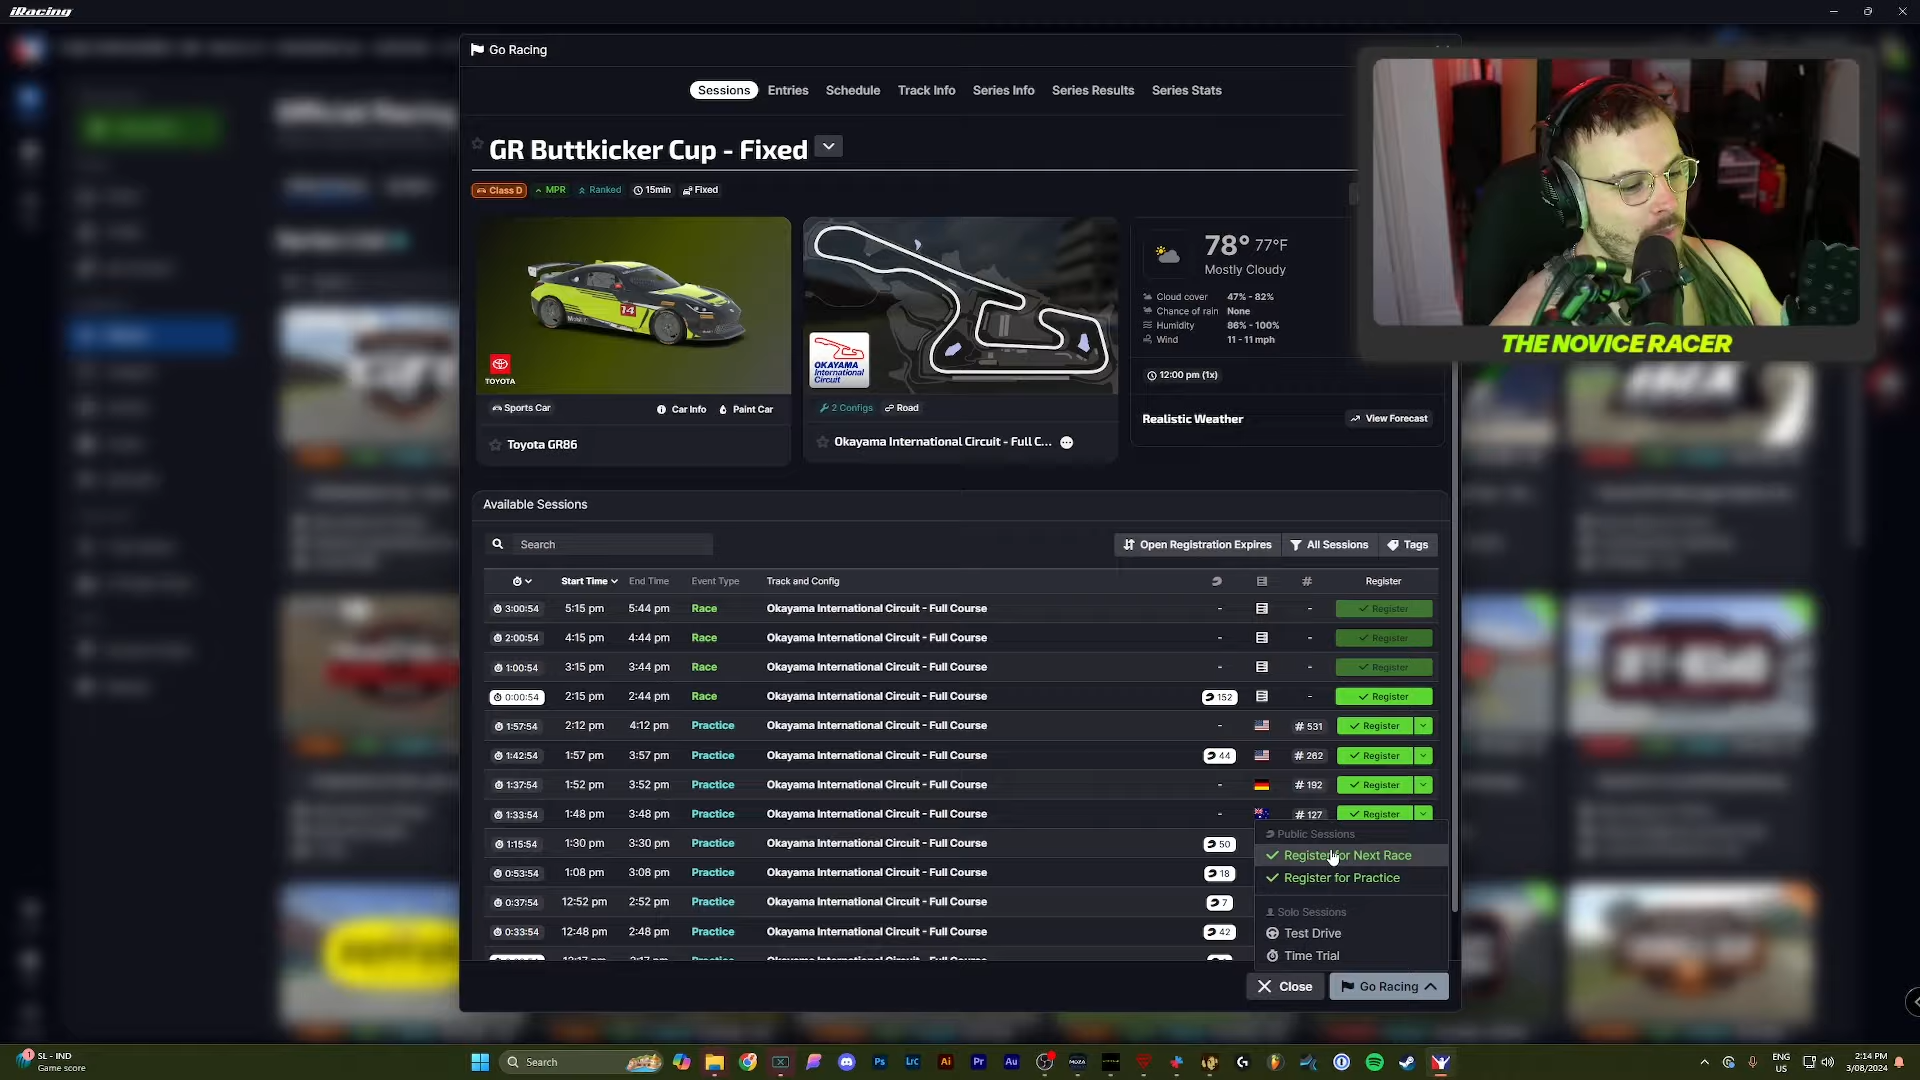 iRacing
Go Racing
Sessions Entries Schedule Track Info Series Info Series Results Series Stats
GR Buttkicker Cup - Fixed
Class D MPR Ranked 15min Fixed
14
TOYOTA
OKAYAMA
International
Circuit
78° 77°F
Mostly Cloudy
Cloud cover 47% - 82%
Chance of rain None
Humidity 86% - 100%
Wind 11 - 11 mph
12:00 pm (1x)
Realistic Weather View Forecast
THE NOVICE RACER
Sports Car Car Info Paint Car
Toyota GR86
2 Configs Road
Okayama International Circuit - Full C...
Available Sessions
Search Open Registration Expires All Sessions Tags
Start Time End Time Event Type Track and Config # Register
3:00:54 5:15 pm 5:44 pm Race Okayama International Circuit - Full Course - - Register
2:00:54 4:15 pm 4:44 pm Race Okayama International Circuit - Full Course - - Register
1:00:54 3:15 pm 3:44 pm Race Okayama International Circuit - Full Course - - Register
0:00:54 2:15 pm 2:44 pm Race Okayama International Circuit - Full Course 152 - Register
1:57:54 2:12 pm 4:12 pm Practice Okayama International Circuit - Full Course - # 531 Register
1:42:54 1:57 pm 3:57 pm Practice Okayama International Circuit - Full Course 44 # 262 Register
1:37:54 1:52 pm 3:52 pm Practice Okayama International Circuit - Full Course - # 192 Register
1:33:54 1:48 pm 3:48 pm Practice Okayama International Circuit - Full Course - # 127 Register
1:15:54 1:30 pm 3:30 pm Practice Okayama International Circuit - Full Course 50
0:53:54 1:08 pm 3:08 pm Practice Okayama International Circuit - Full Course 18
0:37:54 12:52 pm 2:52 pm Practice Okayama International Circuit - Full Course 7
0:33:54 12:48 pm 2:48 pm Practice Okayama International Circuit - Full Course 42
Public Sessions
Register for Next Race
Register for Practice
Solo Sessions
Test Drive
Time Trial
Close Go Racing
1 SL - IND
Game score
Search
Ps Lrc Ai Pr Au MOZA
ENG
US
2:14 PM
3/08/2024